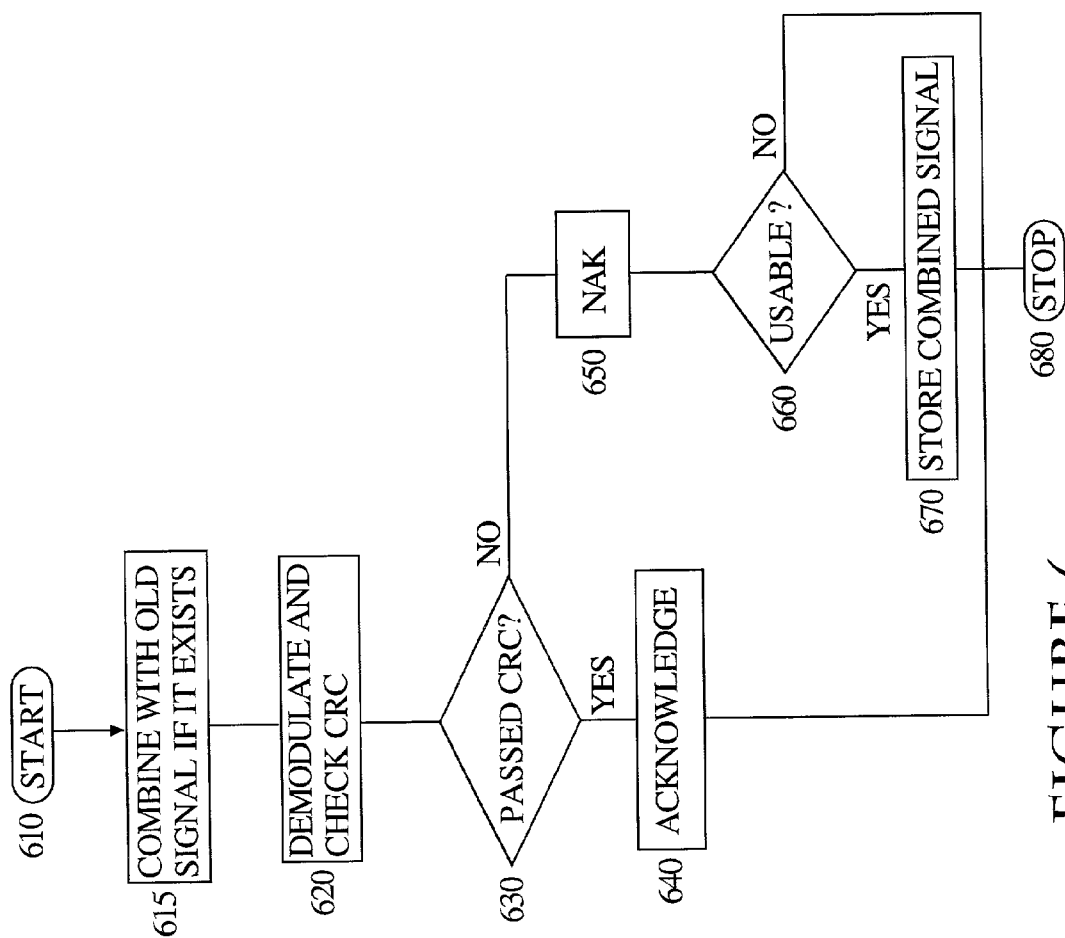 610 START
615 COMBINE WITH OLD
SIGNAL IF IT EXISTS
620 DEMODULATE AND
CHECK CRC
630 PASSED CRC?
NO
YES
640 ACKNOWLEDGE
650 NAK
660 USABLE ?
NO
YES
670 STORE COMBINED SIGNAL
680 STOP
FIGURE